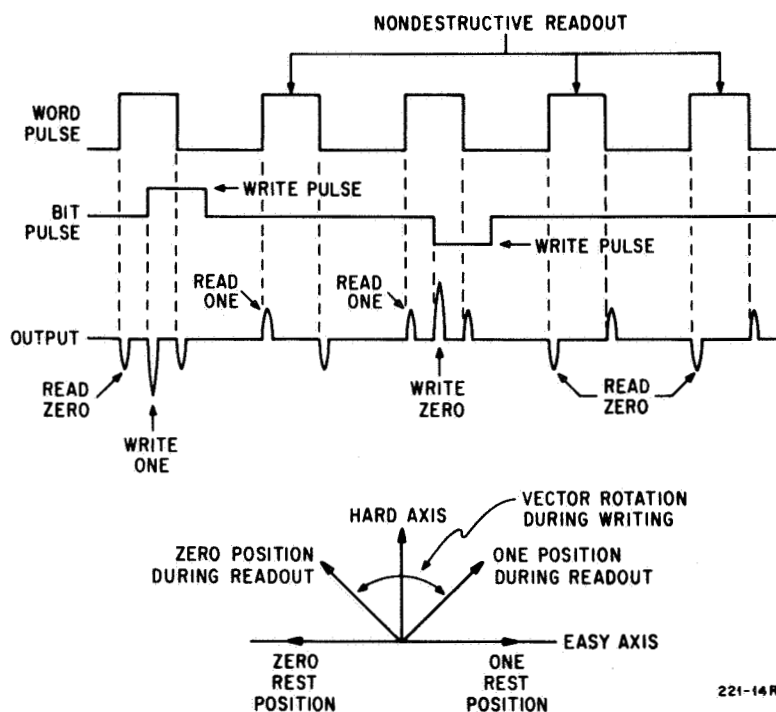 NONDESTRUCTIVE READOUT
WORD
PULSE
WRITE PULSE
BIT
PULSE
WRITE PULSE
READ
ONE
READ
ONE
OUTPUT
READ
ZERO
WRITE
ONE
WRITE
ZERO
READ
ZERO
VECTOR ROTATION
DURING WRITING
HARD AXIS
ZERO POSITION
DURING READOUT
ONE POSITION
DURING READOUT
EASY AXIS
ZERO
REST
POSITION
ONE
REST
POSITION